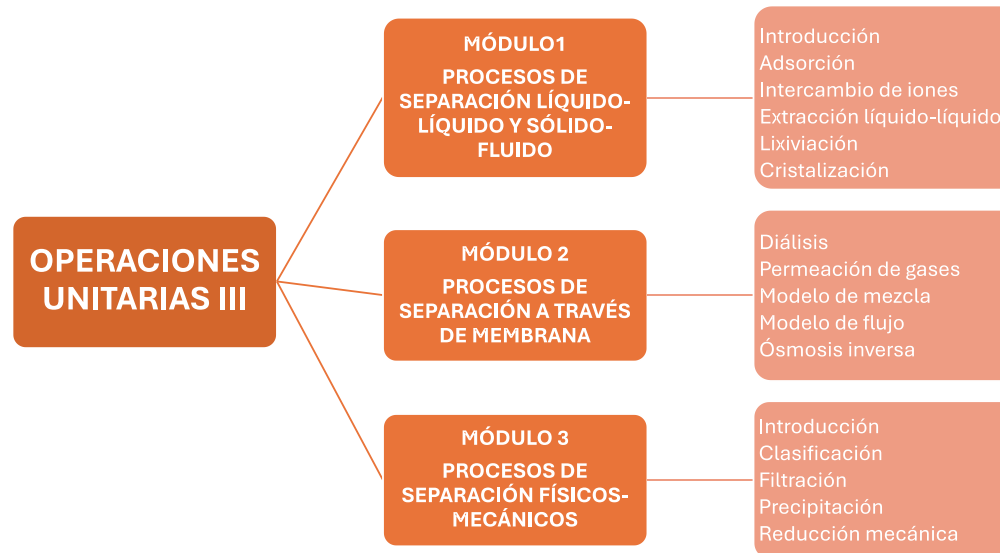 OPERACIONES
UNITARIAS III
MÓDULO1
PROCESOS DE
SEPARACIÓN LÍQUIDO-
LÍQUIDO Y SÓLIDO-
FLUIDO
Introducción
Adsorción
Intercambio de iones
Extracción líquido-líquido
Lixiviación
Cristalización
MÓDULO 2
PROCESOS DE
SEPARACIÓN A TRAVÉS
DE MEMBRANA
Diálisis
Permeación de gases
Modelo de mezcla
Modelo de flujo
Ósmosis inversa
MÓDULO 3
PROCESOS DE
SEPARACIÓN FÍSICOS-
MECÁNICOS
Introducción
Clasificación
Filtración
Precipitación
Reducción mecánica